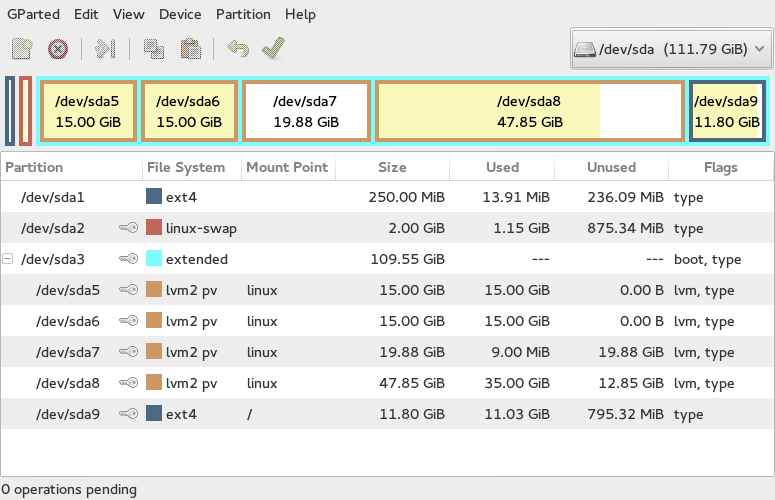 GParted Edit View Device Partition Help
/dev/sda (111.79 GiB)
/dev/sda5 /dev/sda6 /dev/sda7 /dev/sda8 /dev/sda9
15.00 GiB 15.00 GiB 19.88 GiB 47.85 GiB 11.80 GiB
Partition File System Mount Point Size Used Unused Flags
/dev/sda1 ext4 250.00 MiB 13.91 MiB 236.09 MiB type
/dev/sda2 linux-swap 2.00 GiB 1.15 GiB 875.34 MiB type
/dev/sda3 extended 109.55 GiB --- --- boot, type
/dev/sda5 lvm2 pv linux 15.00 GiB 15.00 GiB 0.00 B lvm, type
/dev/sda6 lvm2 pv linux 15.00 GiB 15.00 GiB 0.00 B lvm, type
/dev/sda7 lvm2 pv linux 19.88 GiB 9.00 MiB 19.88 GiB lvm, type
/dev/sda8 lvm2 pv linux 47.85 GiB 35.00 GiB 12.85 GiB lvm, type
/dev/sda9 ext4 / 11.80 GiB 11.03 GiB 795.32 MiB type
0 operations pending